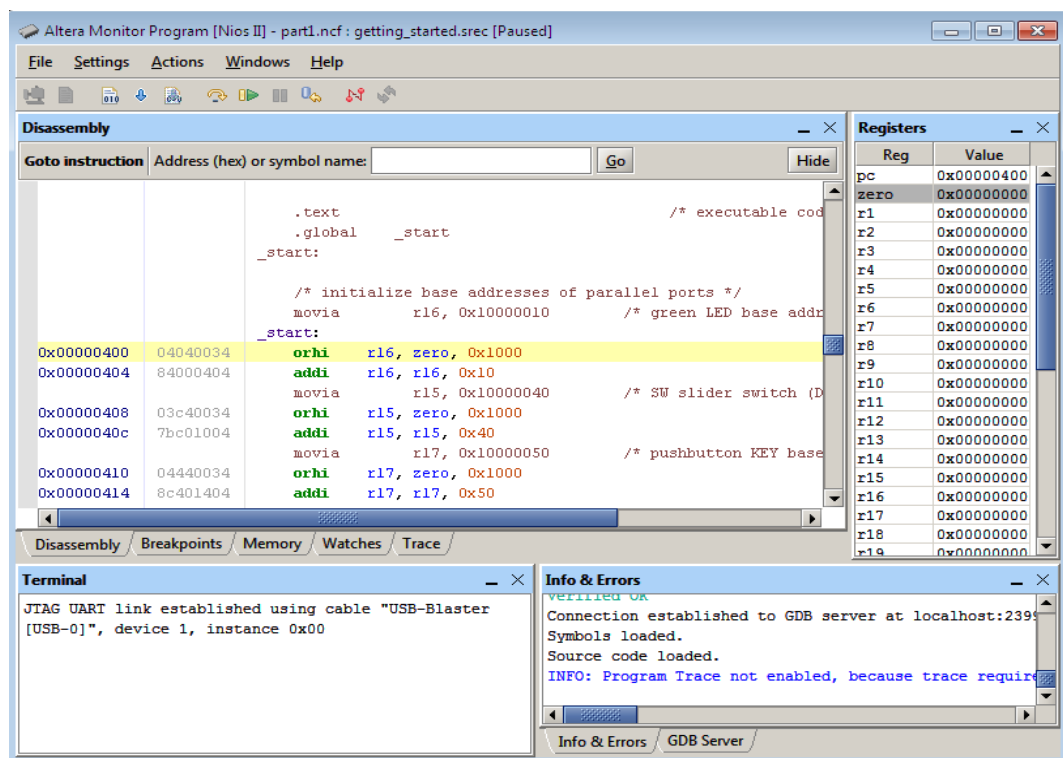 Altera Monitor Program [Nios II] - part1.ncf : getting_started.srec [Paused]
File Settings Actions Windows Help
Disassembly
Goto instruction Address (hex) or symbol name: Go Hide
.text /* executable cod
.global _start
_start:
/* initialize base addresses of parallel ports */
movia r16, 0x10000010 /* green LED base addr
_start:
0x00000400 04040034 orhi r16, zero, 0x1000
0x00000404 84000404 addi r16, r16, 0x10
movia r15, 0x10000040 /* SW slider switch (D
0x00000408 03c40034 orhi r15, zero, 0x1000
0x0000040c 7bc01004 addi r15, r15, 0x40
movia r17, 0x10000050 /* pushbutton KEY base
0x00000410 04440034 orhi r17, zero, 0x1000
0x00000414 8c401404 addi r17, r17, 0x50
Disassembly Breakpoints Memory Watches Trace
Registers
Reg Value
pc 0x00000400
zero 0x00000000
r1 0x00000000
r2 0x00000000
r3 0x00000000
r4 0x00000000
r5 0x00000000
r6 0x00000000
r7 0x00000000
r8 0x00000000
r9 0x00000000
r10 0x00000000
r11 0x00000000
r12 0x00000000
r13 0x00000000
r14 0x00000000
r15 0x00000000
r16 0x00000000
r17 0x00000000
r18 0x00000000
r19 0x00000000
Terminal
JTAG UART link established using cable "USB-Blaster
[USB-0]", device 1, instance 0x00
Info & Errors
Verified OK
Connection established to GDB server at localhost:239
Symbols loaded.
Source code loaded.
INFO: Program Trace not enabled, because trace require
Info & Errors GDB Server